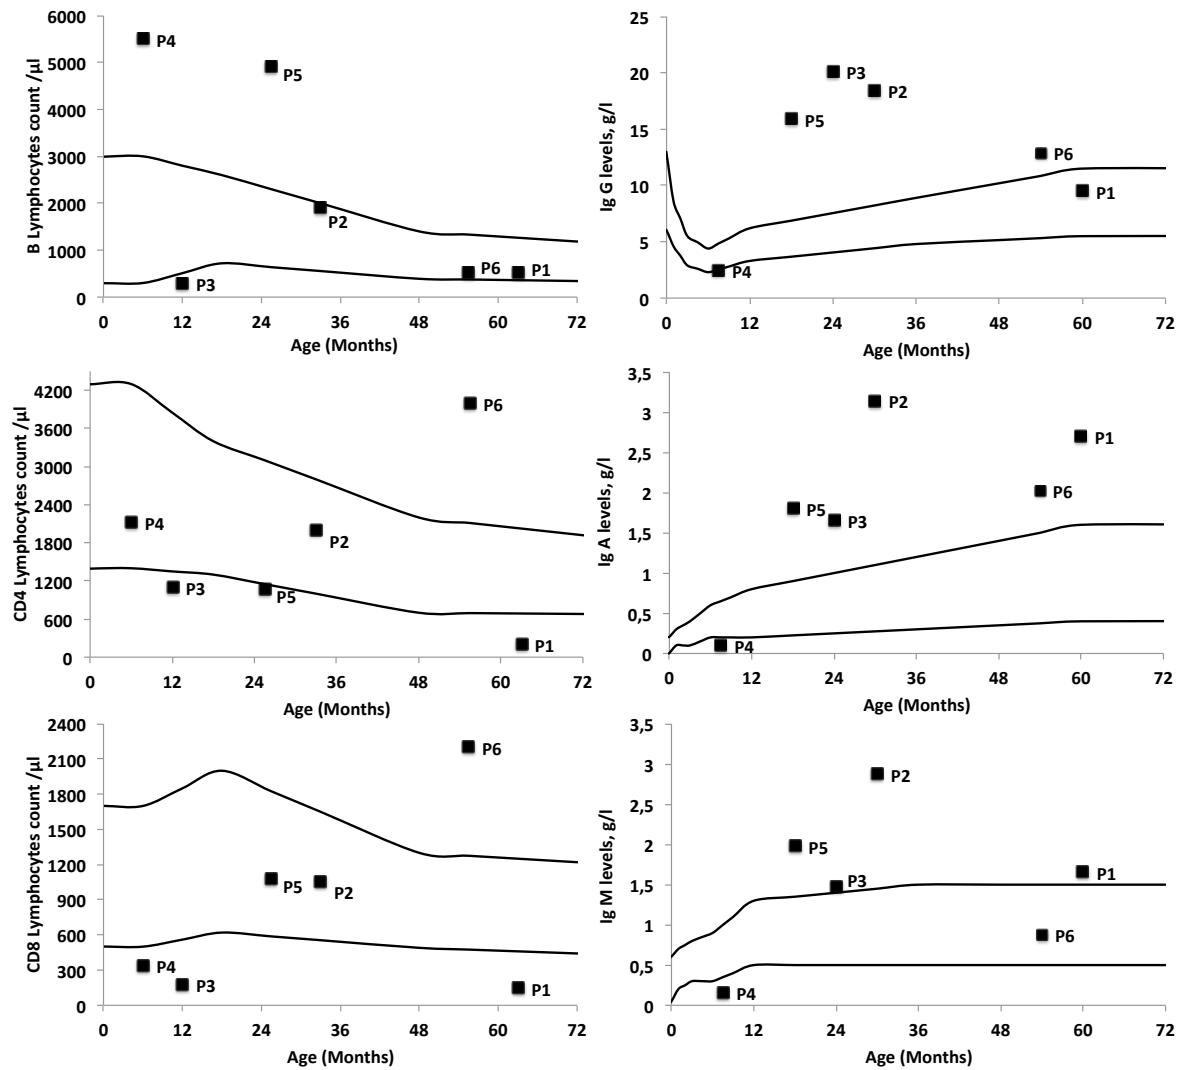 B Lymphocytes count /µl
6000
5000
4000
3000
2000
1000
0
P4
P5
P2
P3
P6
P1
0 12 24 36 48 60 72
Age (Months)
Ig G levels, g/l
25
20
15
10
5
0
P3
P2
P5
P6
P1
P4
0 12 24 36 48 60 72
Age (Months)
CD4 Lymphocytes count /µl
4200
3600
3000
2400
1800
1200
600
0
P6
P4
P2
P3
P5
P1
0 12 24 36 48 60 72
Age (Months)
Ig A levels, g/l
3,5
3
2,5
2
1,5
1
0,5
0
P2
P1
P6
P5
P3
P4
0 12 24 36 48 60 72
Age (Months)
CD8 Lymphocytes count /µl
2400
2100
1800
1500
1200
900
600
300
0
P6
P5
P2
P4
P3
P1
0 12 24 36 48 60 72
Age (Months)
Ig M levels, g/l
3,5
3
2,5
2
1,5
1
0,5
0
P2
P5
P1
P3
P6
P4
0 12 24 36 48 60 72
Age (Months)